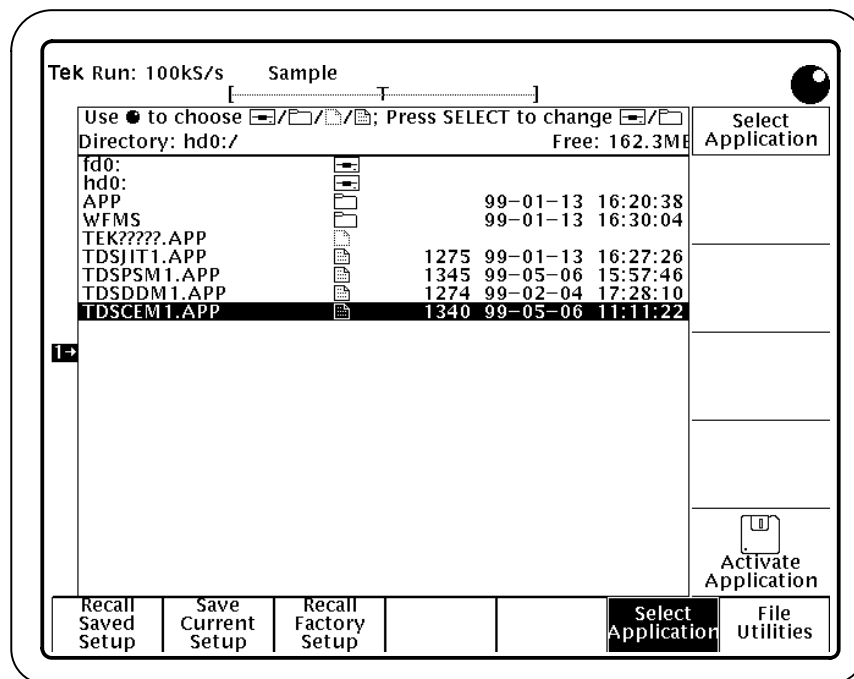 Tek Run: 100kS/s Sample
[ T ]
Use to choose / / / ; Press SELECT to change /
Directory: hd0:/ Free: 162.3MB
fd0:
hd0:
APP 99-01-13 16:20:38
WFMS 99-01-13 16:30:04
TEK?????.APP
TDSJIT1.APP 1275 99-01-13 16:27:26
TDSPSM1.APP 1345 99-05-06 15:57:46
TDSDDM1.APP 1274 99-02-04 17:28:10
TDSCEM1.APP 1340 99-05-06 11:11:22
1→
Select
Application
Activate
Application
Recall
Saved
Setup
Save
Current
Setup
Recall
Factory
Setup
Select
Application
File
Utilities